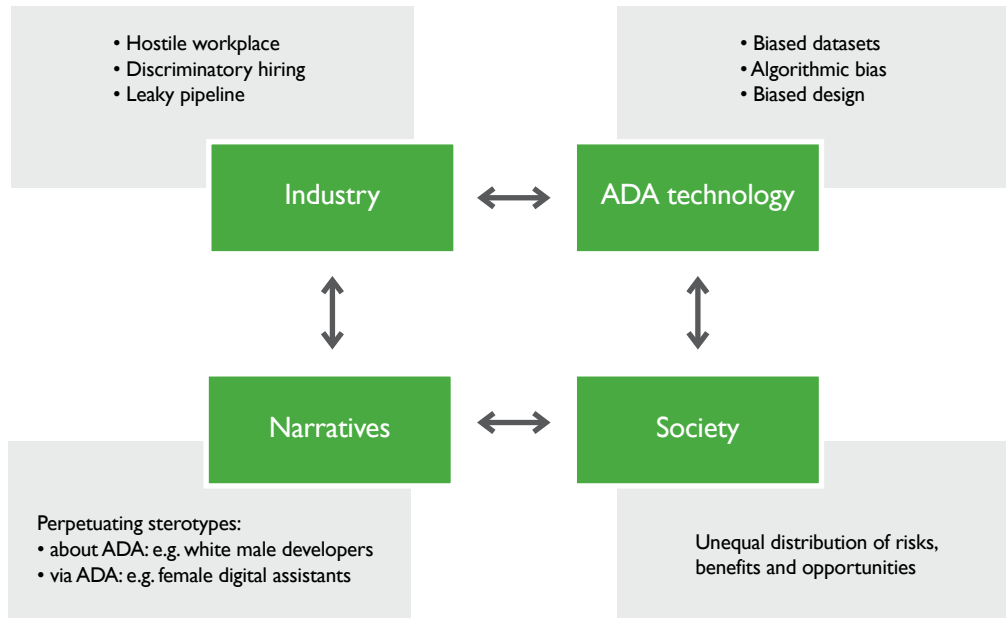 • Hostile workplace
• Discriminatory hiring
• Leaky pipeline
• Biased datasets
• Algorithmic bias
• Biased design
Industry
ADA technology
Narratives
Society
Perpetuating sterotypes:
• about ADA: e.g. white male developers
• via ADA: e.g. female digital assistants
Unequal distribution of risks,
benefits and opportunities